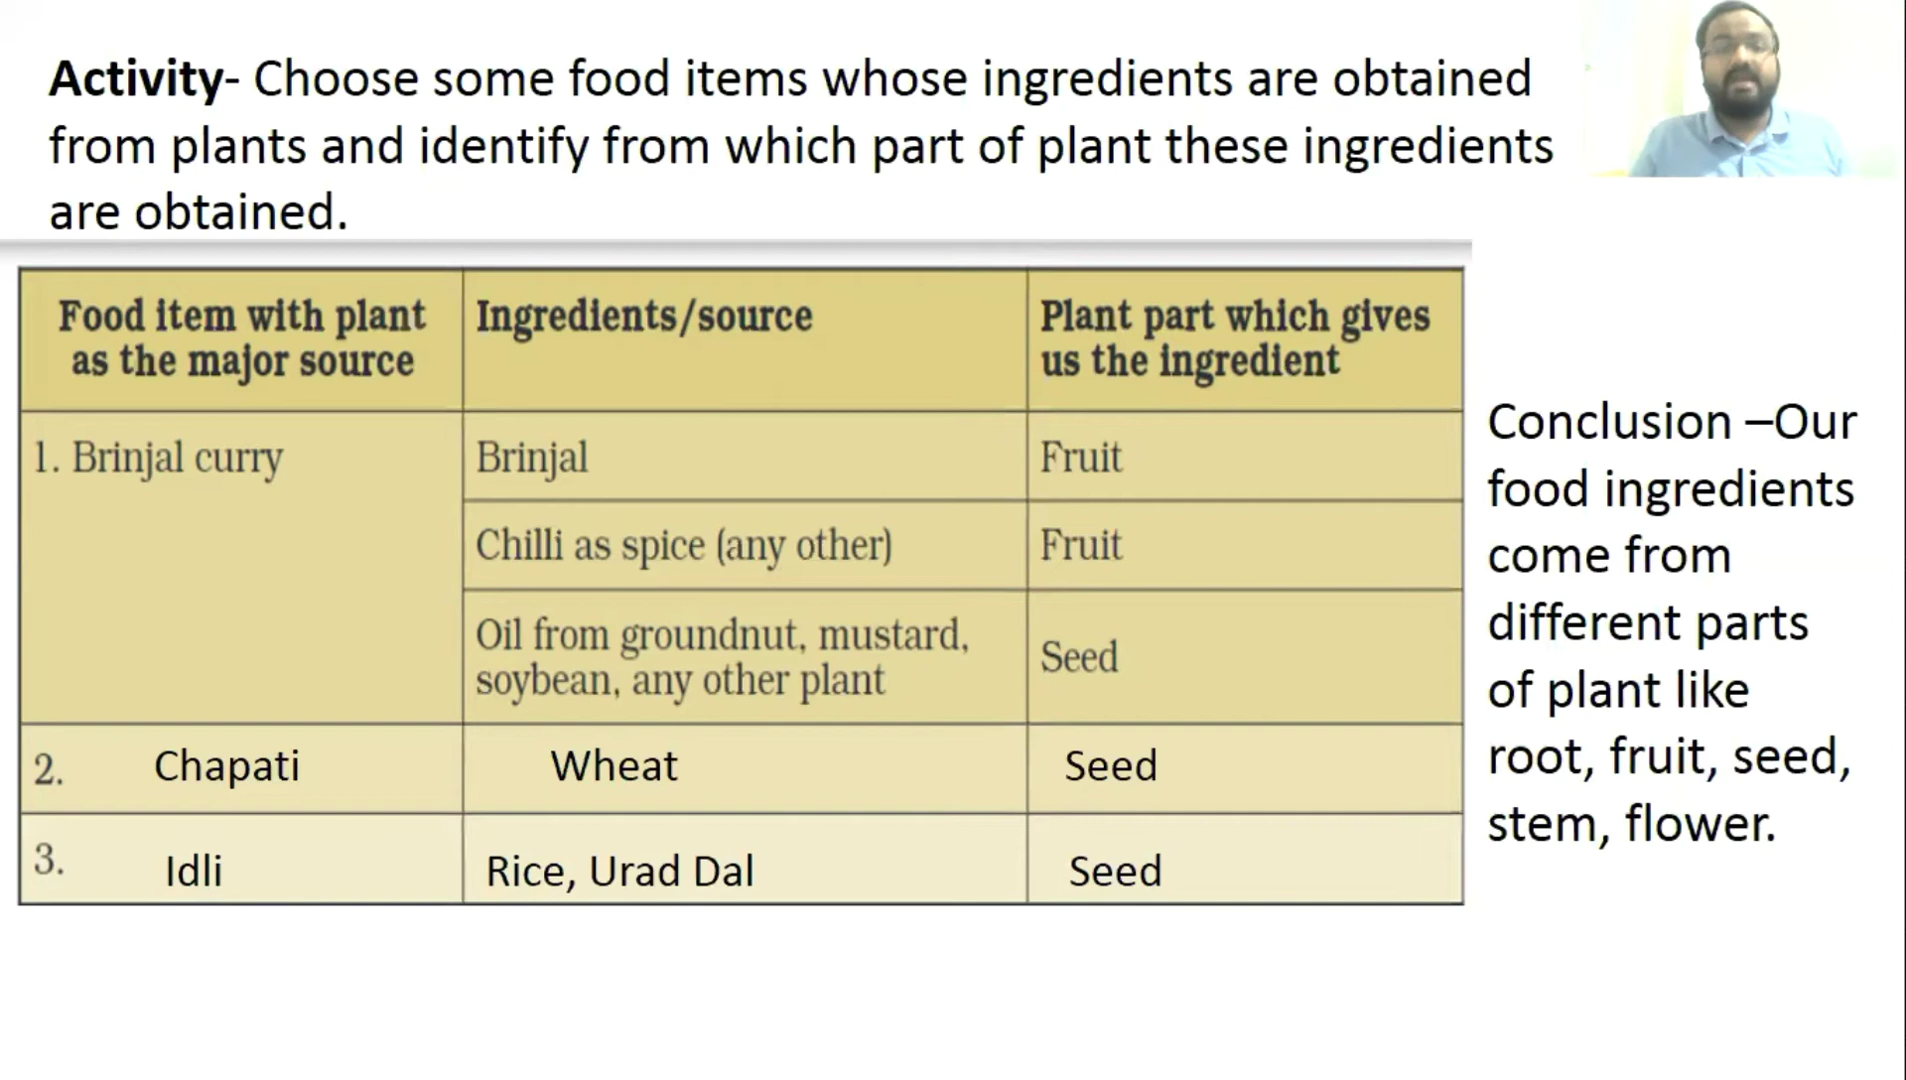 Activity- Choose some food items whose ingredients are obtained
from plants and identify from which part of plant these ingredients
are obtained.
Food item with plant
as the major source
Ingredients/source
Plant part which gives
us the ingredient
1. Brinjal curry
Brinjal
Fruit
Chilli as spice (any other)
Fruit
Oil from groundnut, mustard,
soybean, any other plant
Seed
2. Chapati
Wheat
Seed
3. Idli
Rice, Urad Dal
Seed
Conclusion –Our
food ingredients
come from
different parts
of plant like
root, fruit, seed,
stem, flower.